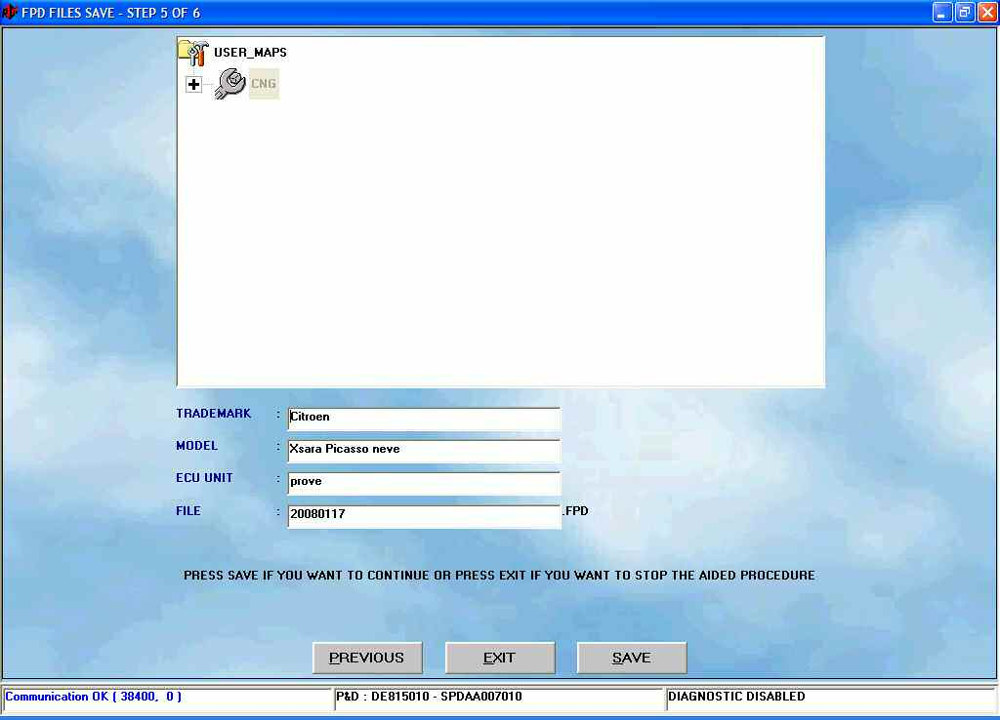 FPD FILES SAVE - STEP 5 OF 6
USER_MAPS
CNG
TRADEMARK : Citroen
MODEL : Xsara Picasso neve
ECU UNIT : prove
FILE : 20080117 .FPD
PRESS SAVE IF YOU WANT TO CONTINUE OR PRESS EXIT IF YOU WANT TO STOP THE AIDED PROCEDURE
PREVIOUS EXIT SAVE
Communication OK ( 38400, 0 ) P&D : DE815010 - SPDAA007010 DIAGNOSTIC DISABLED